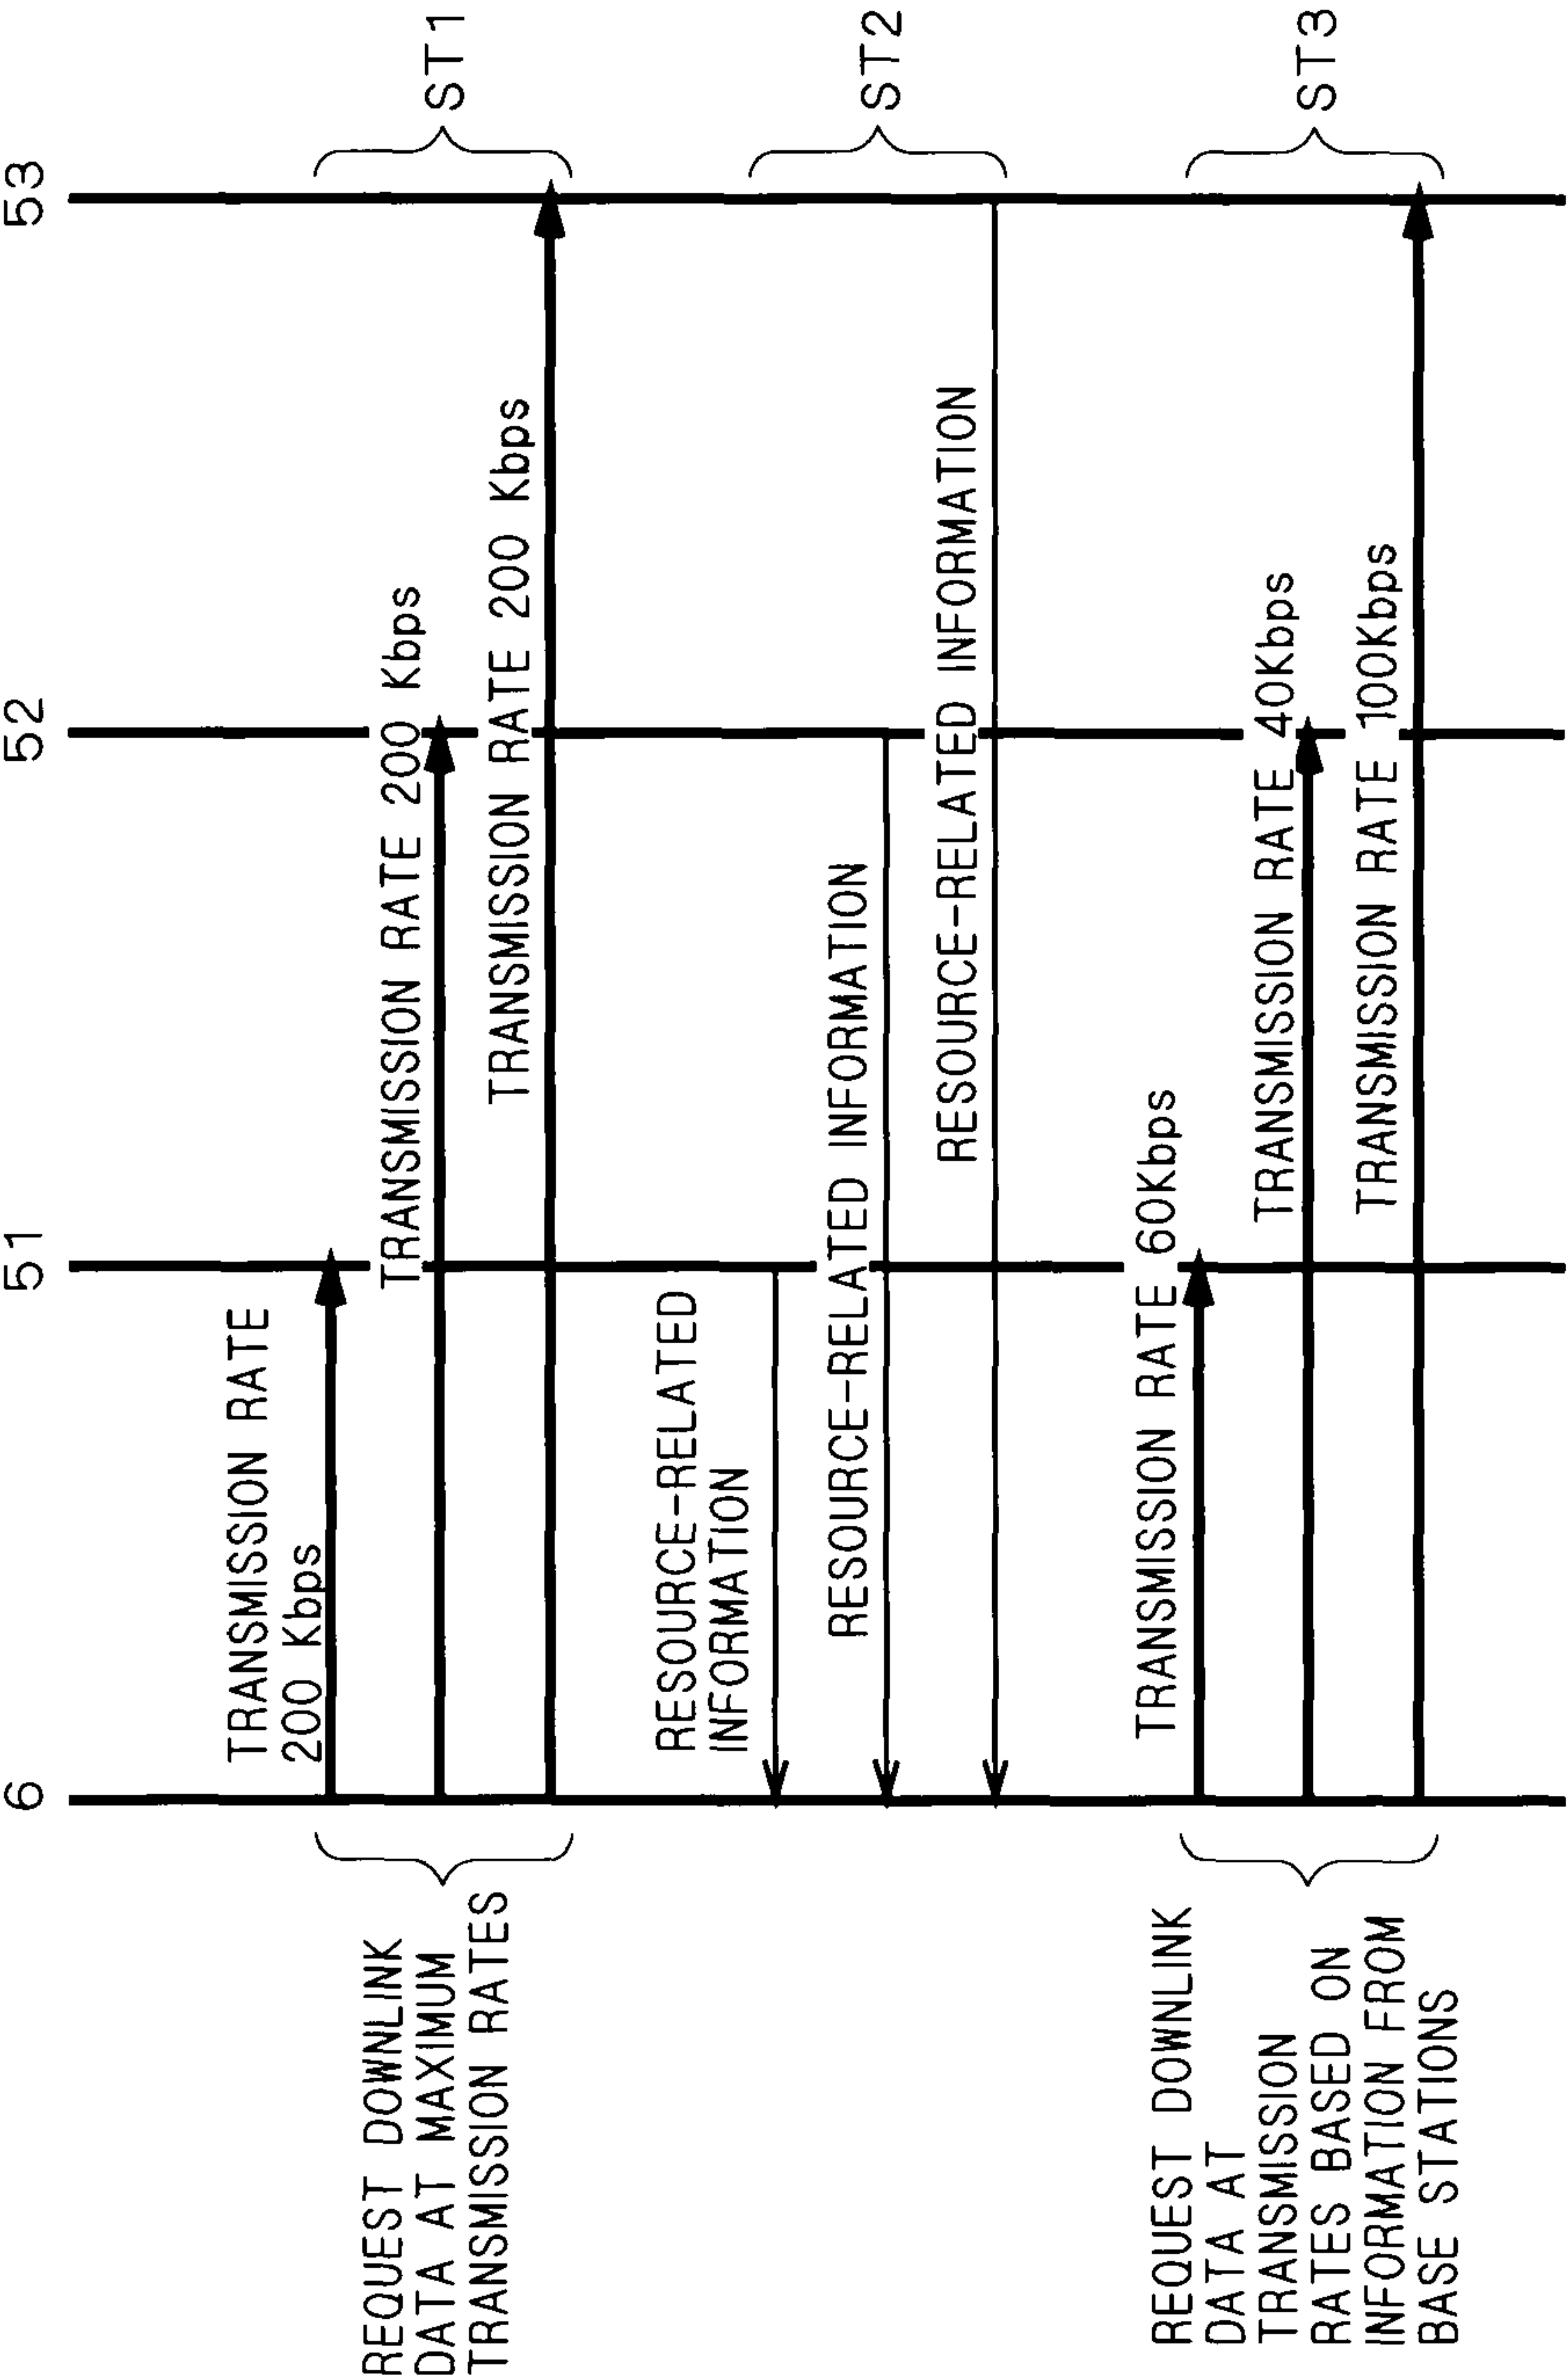 6
51
52
53
TRANSMISSION RATE
200 Kbps
TRANSMISSION RATE 200 Kbps
TRANSMISSION RATE 200 Kbps
REQUEST DOWNLINK
DATA AT MAXIMUM
TRANSMISSION RATES
ST1
RESOURCE-RELATED
INFORMATION
RESOURCE-RELATED INFORMATION
RESOURCE-RELATED INFORMATION
ST2
TRANSMISSION RATE 60Kbps
TRANSMISSION RATE 40Kbps
TRANSMISSION RATE 100Kbps
REQUEST DOWNLINK
DATA AT
TRANSMISSION
RATES BASED ON
INFORMATION FROM
BASE STATIONS
ST3